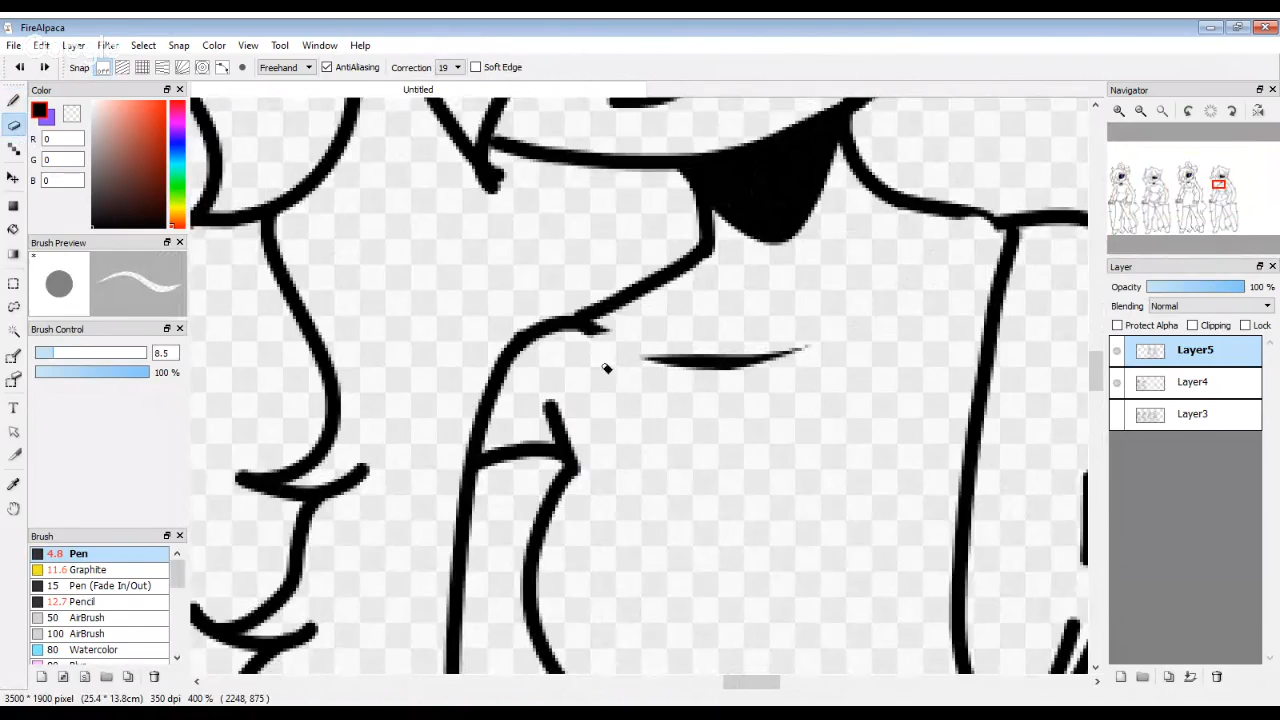 FireAlpaca
File Edit Layer Filter Select Snap Color View Tool Window Help
Snap OFF Freehand AntiAliasing Correction 19 Soft Edge
Color
Untitled
Navigator
R 0
G 0
B 0
Brush Preview
Layer
Opacity 100 %
Blending Normal
Protect Alpha Clipping Lock
Brush Control
Layer5
8.5
100 %
Layer4
Layer3
Brush
4.8 Pen
11.6 Graphite
15 Pen (Fade In/Out)
12.7 Pencil
50 AirBrush
100 AirBrush
80 Watercolor
3500 * 1900 pixel (25.4 * 13.8cm) 350 dpi 400 % ( 2248, 875 )